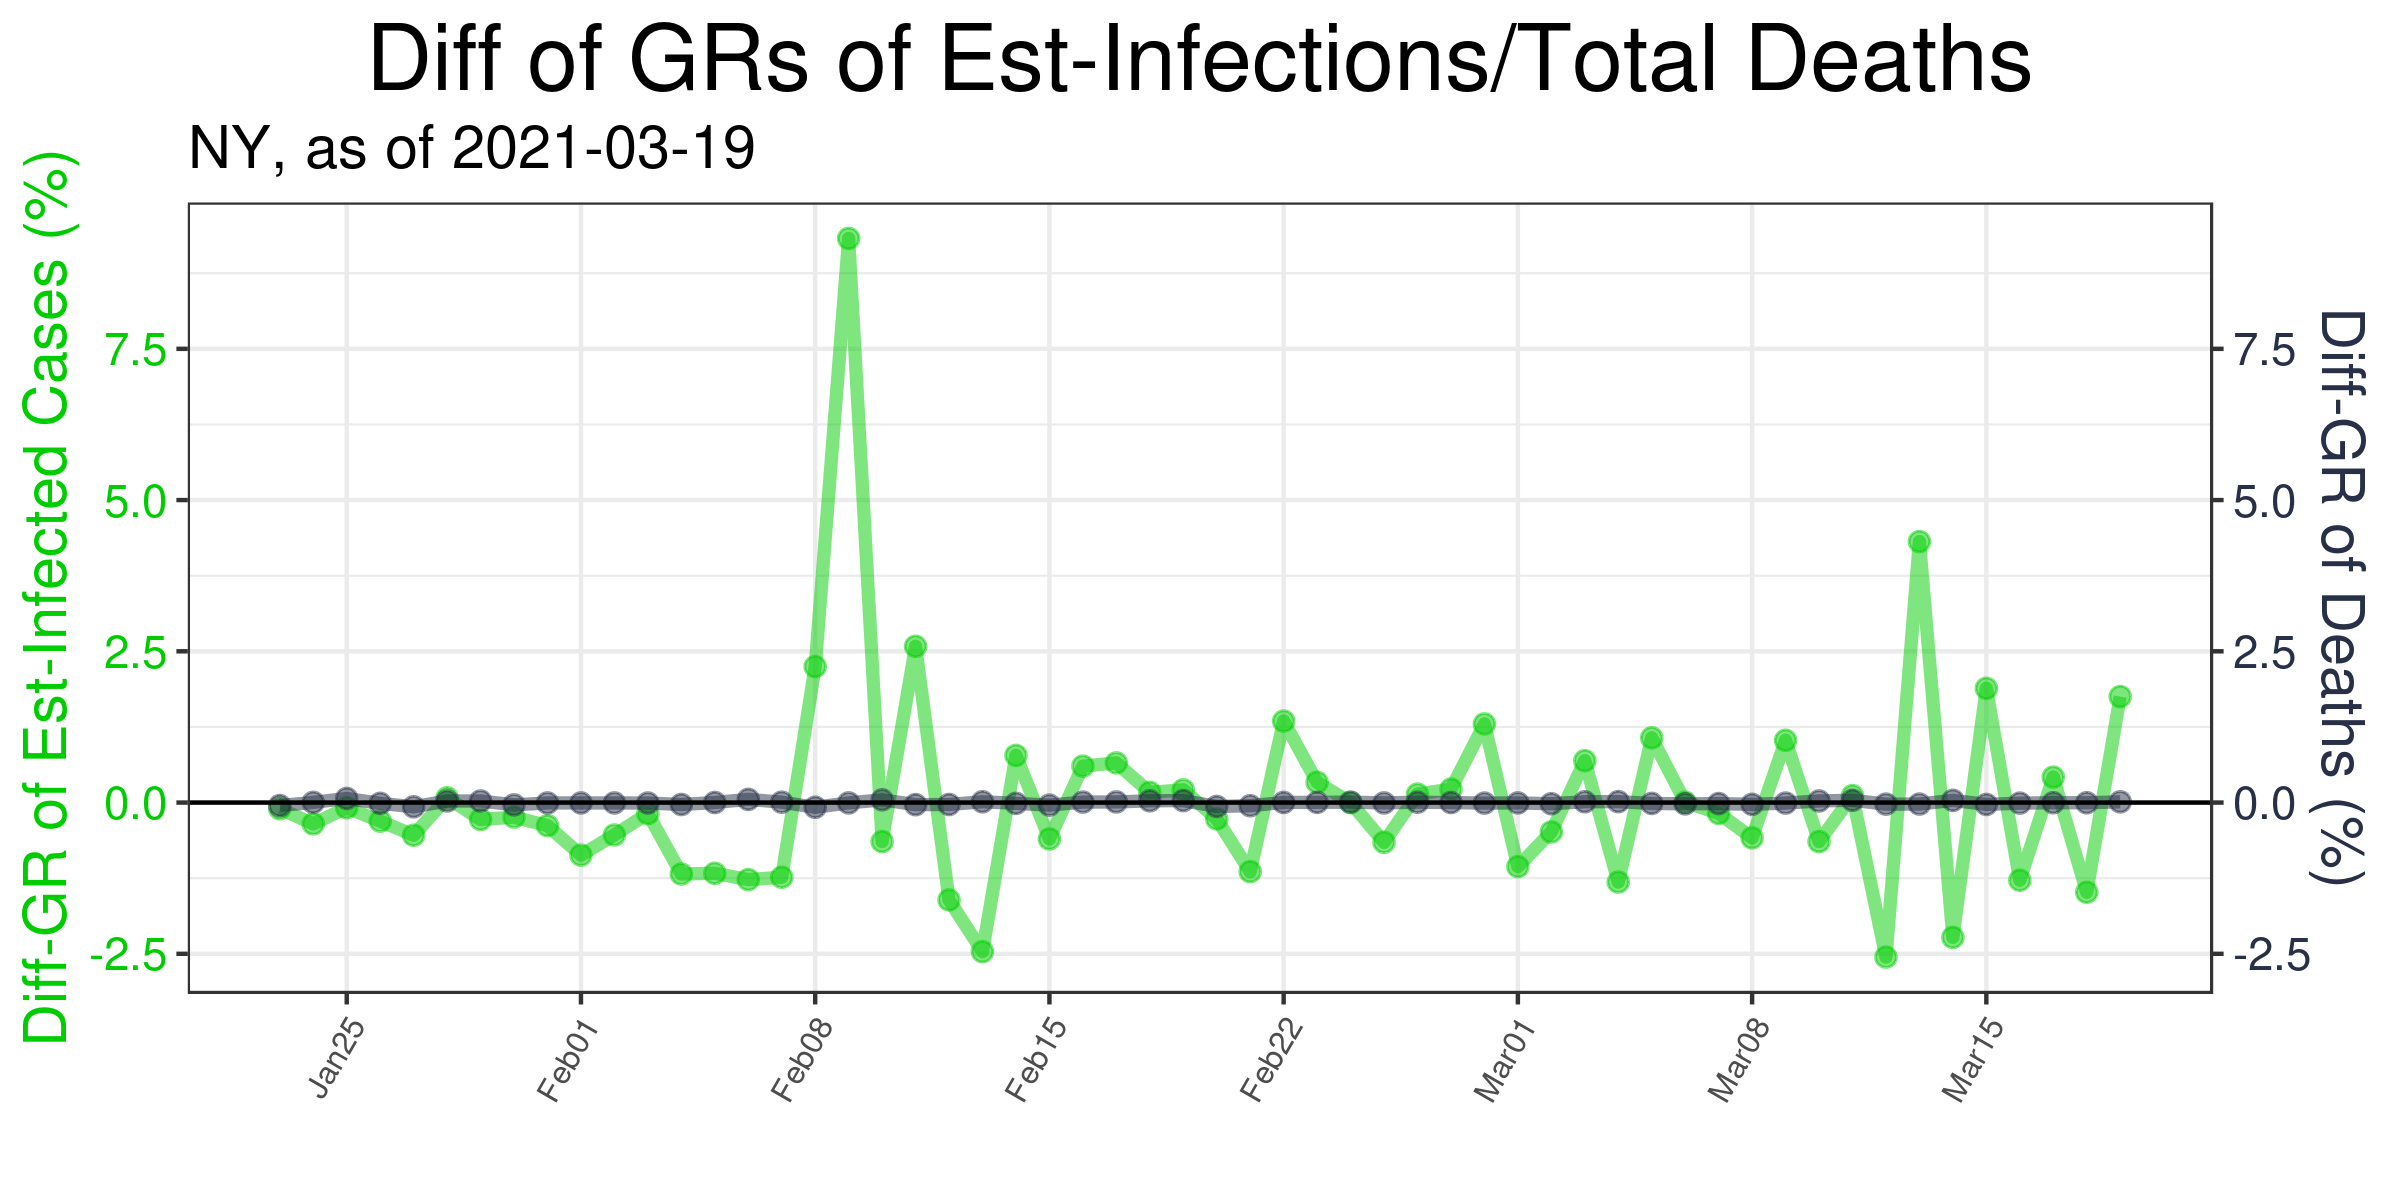 Diff of GRs of Est-Infections/Total Deaths
NY, as of 2021-03-19
Diff-GR of Est-Infected Cases (%)
7.5
5.0
2.5
0.0
-2.5
7.5
5.0
2.5
0.0
-2.5
Diff-GR of Deaths (%)
Jan25
Feb01
Feb08
Feb15
Feb22
Mar01
Mar08
Mar15